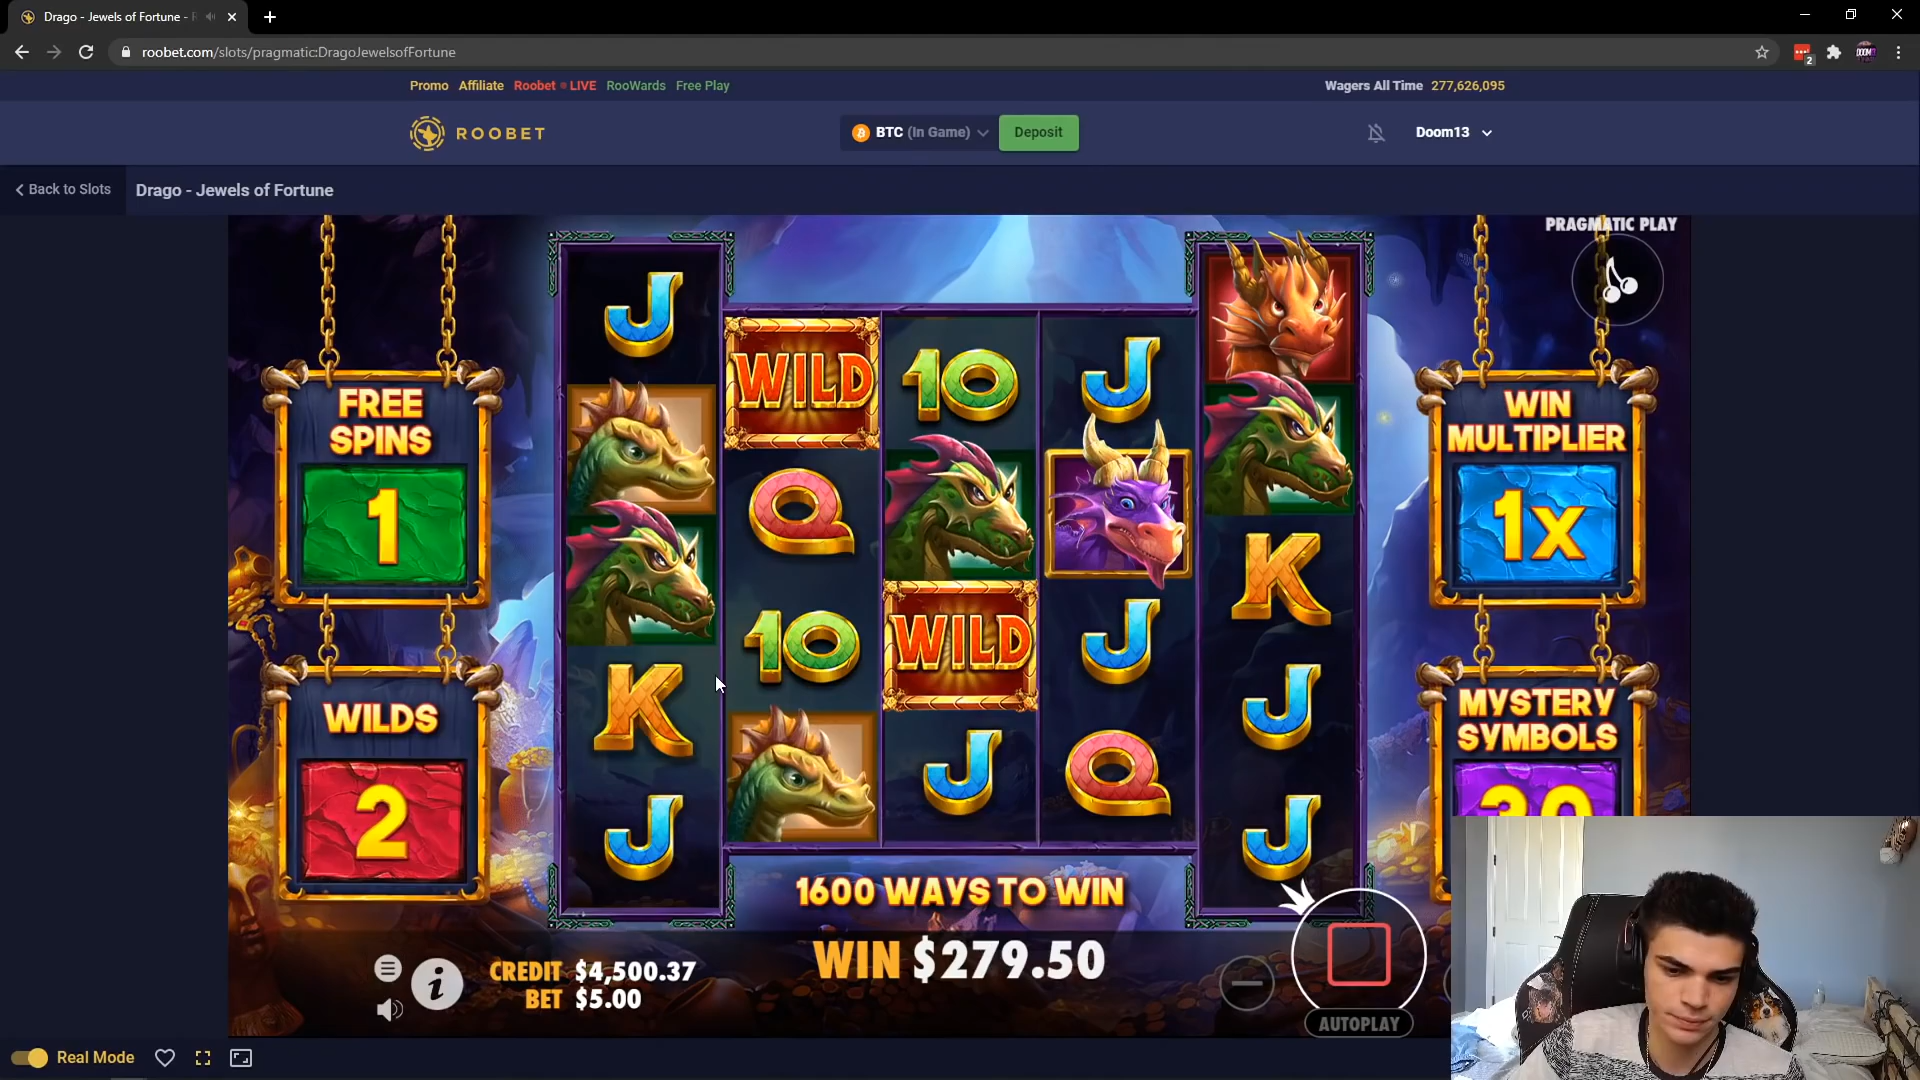 Drago - Jewels of Fortune -
roobet.com/slots/pragmatic:DragoJewelsofFortune
2
Promo Affiliate Roobet LIVE RooWards Free Play
Wagers All Time 277,626,095
ROOBET
BTC (In Game)
Deposit
Doom13
Back to Slots
Drago - Jewels of Fortune
PRAGMATIC PLAY
FREE
SPINS
1
WILDS
2
J
K
J
WILD
Q
10
10
WILD
J
J
J
Q
K
J
J
WIN
MULTIPLIER
1X
MYSTERY
SYMBOLS
30
1600 WAYS TO WIN
WIN $279.50
CREDIT $4,500.37
BET $5.00
AUTOPLAY
Real Mode